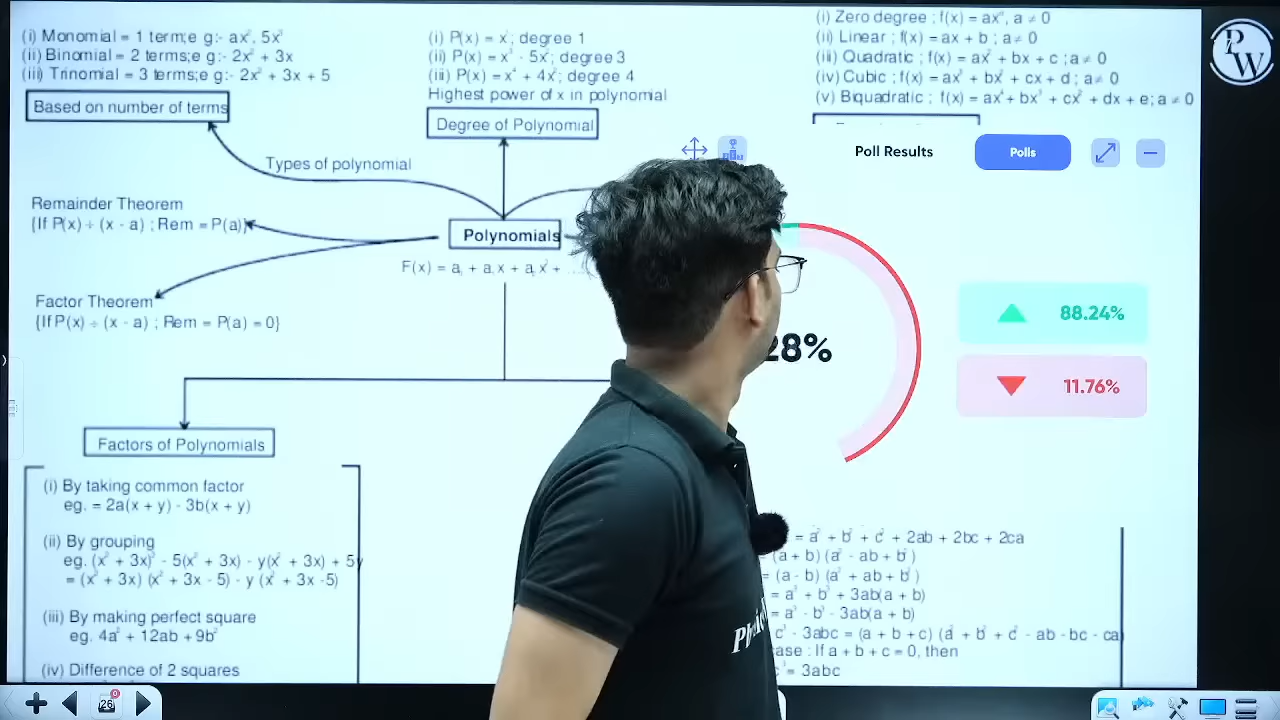 (i) Monomial = 1 term;e g:- ax², 5x³
(ii) Binomial = 2 terms;e g:- 2x² + 3x
(iii) Trinomial = 3 terms;e g:- 2x² + 3x + 5
Based on number of terms
(i) P(x) = x; degree 1
(ii) P(x) = x³ - 5x²; degree 3
(iii) P(x) = x⁴ + 4x²; degree 4
Highest power of x in polynomial
Degree of Polynomial
(i) Zero degree ; f(x) = ax⁰, a ≠ 0
(ii) Linear ; f(x) = ax + b ; a ≠ 0
(iii) Quadratic ; f(x) = ax² + bx + c ; a ≠ 0
(iv) Cubic ; f(x) = ax³ + bx² + cx + d ; a ≠ 0
(v) Biquadratic ; f(x) = ax⁴ + bx³ + cx² + dx + e; a ≠ 0
PW
Types of polynomial
Poll Results
Polls
Remainder Theorem
{If P(x) ÷ (x - a) ; Rem = P(a)}
Polynomials
Factor Theorem
{If P(x) ÷ (x - a) ; Rem = P(a) = 0}
28%
88.24%
11.76%
Factors of Polynomials
(i) By taking common factor
eg. = 2a(x + y) - 3b(x + y)
(ii) By grouping
eg. (x² + 3x)² - 5(x² + 3x) - y(x² + 3x) + 5y
= (x² + 3x) (x² + 3x - 5) - y (x² + 3x -5)
(iii) By making perfect square
eg. 4a² + 12ab + 9b²
(iv) Difference of 2 squares
= a² + b² + c² + 2ab + 2bc + 2ca
(a + b) (a² - ab + b²)
= (a - b) (a² + ab + b²)
= a³ + b³ + 3ab(a + b)
= a³ - b³ - 3ab(a + b)
c³ - 3abc = (a + b + c) (a² + b² + c² - ab - bc - ca)
: If a + b + c = 0, then
= 3abc
26